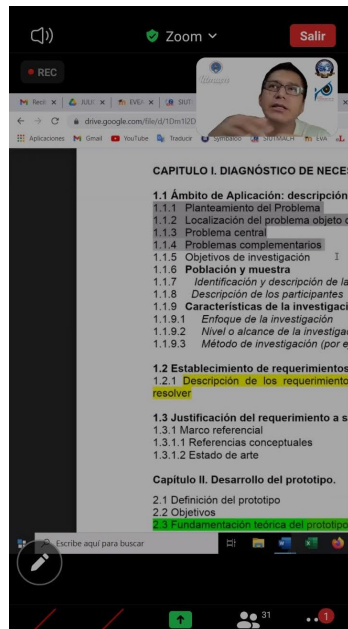 Zoom
Salir
REC
Recib
EVEA
SIUTI
drive.google.com/file/d/1Dnr1I2D
Aplicaciones
Gmail
YouTube
Traducir
Symbaloo
SIUTMACH
EVA
CAPITULO I. DIAGNÓSTICO DE NECE
1.1 Ámbito de Aplicación: descripción
1.1.1 Planteamiento del Problema
1.1.2 Localización del problema objeto d
1.1.3 Problema central
1.1.4 Problemas complementarios
1.1.5 Objetivos de investigación
1.1.6 Población y muestra
1.1.7 Identificación y descripción de la
1.1.8 Descripción de los participantes
1.1.9 Características de la investigaci
1.1.9.1 Enfoque de la investigación
1.1.9.2 Nivel o alcance de la investiga
1.1.9.3 Método de investigación (por e
1.2 Establecimiento de requerimientos
1.2.1 Descripción de los requerimiento
resolver
1.3 Justificación del requerimiento a s
1.3.1 Marco referencial
1.3.1.1 Referencias conceptuales
1.3.1.2 Estado de arte
Capítulo II. Desarrollo del prototipo.
2.1 Definición del prototipo
2.2 Objetivos
2.3 Fundamentación teórica del prototipo
Escribe aquí para buscar
31
1